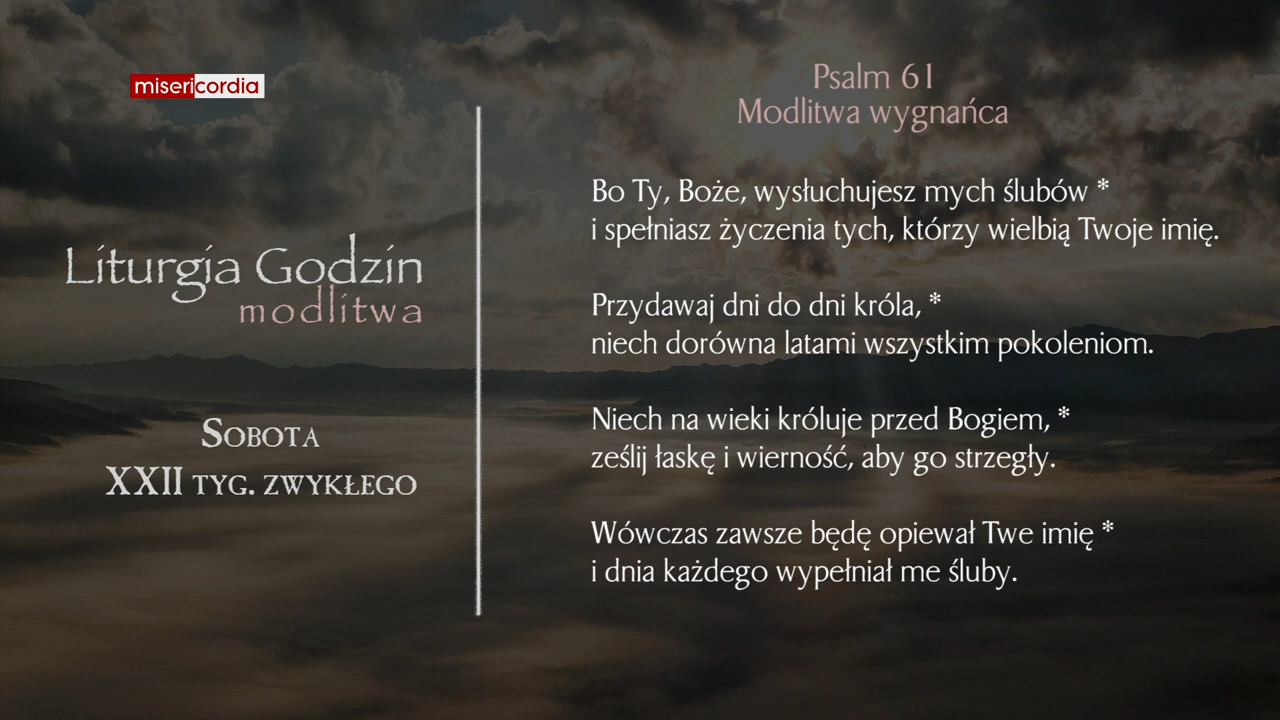 misericordia
Liturgia Godzin
modlitwa
Sobota
XXII tyg. zwykłego
Psalm 61
Modlitwa wygnańca
Bo Ty, Boże, wysłuchujesz mych ślubów *
i spełniasz życzenia tych, którzy wielbią Twoje imię.
Przydawaj dni do dni króla, *
niech dorówna latami wszystkim pokoleniom.
Niech na wieki króluje przed Bogiem, *
ześlij łaskę i wierność, aby go strzegły.
Wówczas zawsze będę opiewał Twe imię *
i dnia każdego wypełniał me śluby.